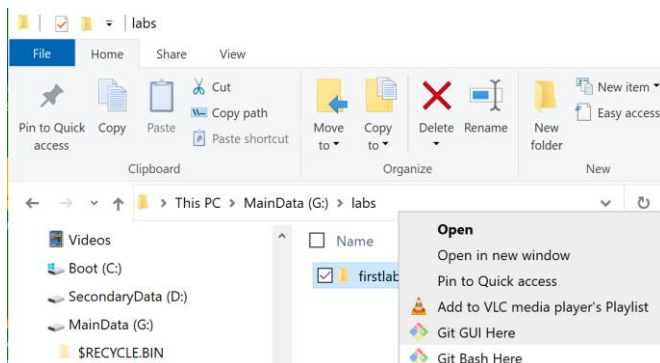 labs
File Home Share View
Pin to Quick access
Copy
Paste
Cut
Copy path
Paste shortcut
Clipboard
Move to
Copy to
Delete
Rename
Organize
New folder
New item
Easy access
New
This PC > MainData (G:) > labs
Videos
Boot (C:)
SecondaryData (D:)
MainData (G:)
$RECYCLE.BIN
Name
firstlab
Open
Open in new window
Pin to Quick access
Add to VLC media player's Playlist
Git GUI Here
Git Bash Here